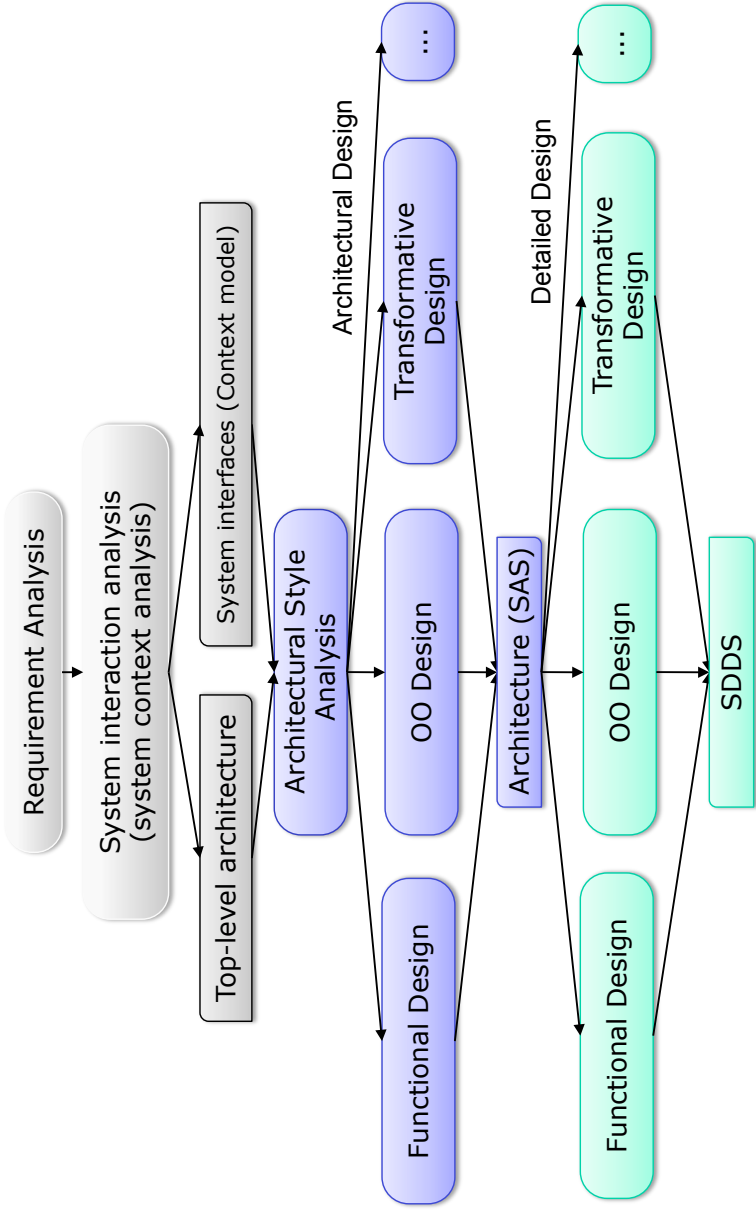 Requirement Analysis
System interaction analysis
(system context analysis)
Top-level architecture
System interfaces (Context model)
Architectural Style
Analysis
Architectural Design
Functional Design
OO Design
Transformative
Design
...
Architecture (SAS)
Detailed Design
Functional Design
OO Design
Transformative
Design
...
SDDS